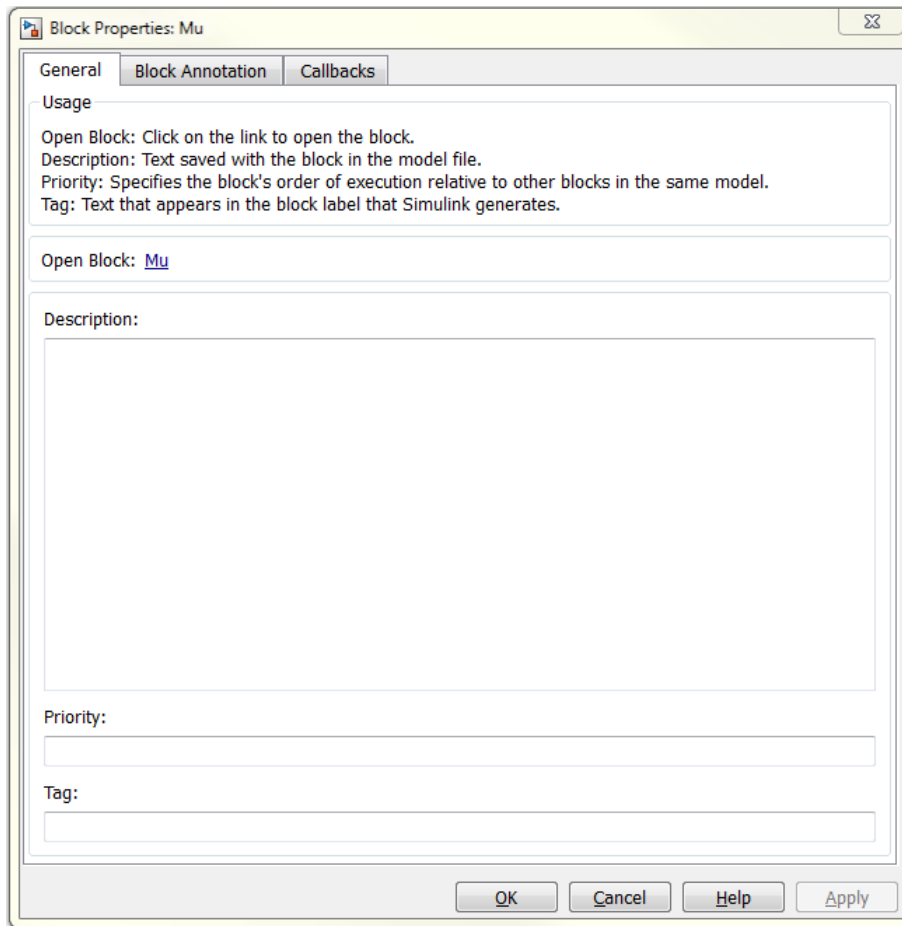 Block Properties: Mu
General Block Annotation Callbacks
Usage
Open Block: Click on the link to open the block.
Description: Text saved with the block in the model file.
Priority: Specifies the block's order of execution relative to other blocks in the same model.
Tag: Text that appears in the block label that Simulink generates.
Open Block: Mu
Description:
Priority:
Tag:
OK Cancel Help Apply